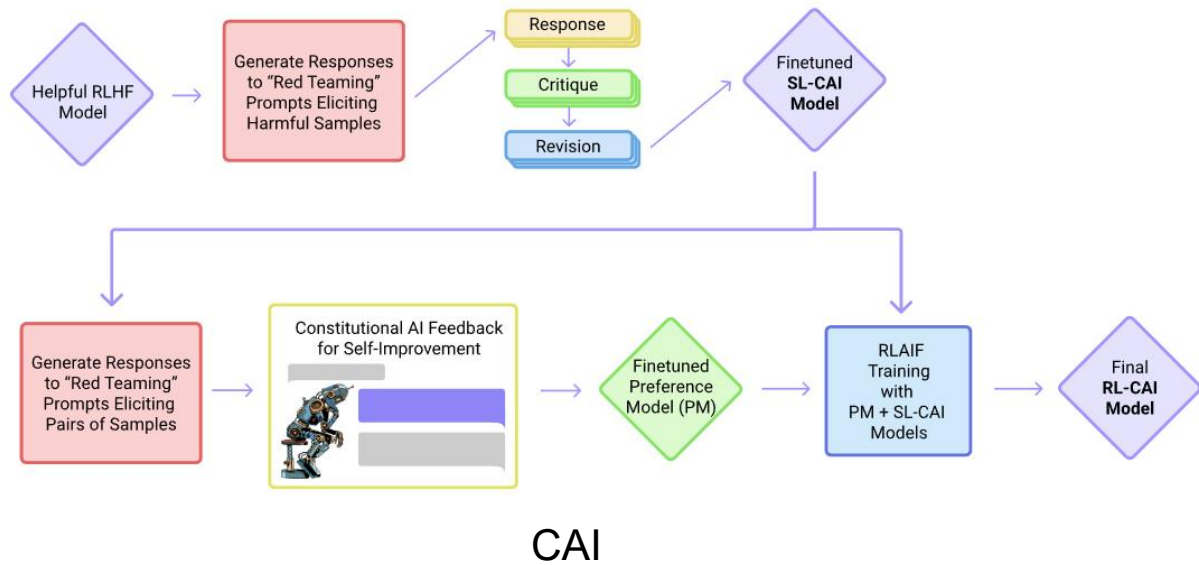 Helpful RLHF
Model
Generate Responses
to “Red Teaming”
Prompts Eliciting
Harmful Samples
Response
Critique
Revision
Finetuned
SL-CAI
Model
Generate Responses
to “Red Teaming”
Prompts Eliciting
Pairs of Samples
Constitutional AI Feedback
for Self-Improvement
Finetuned
Preference
Model (PM)
RLAIF
Training
with
PM + SL-CAI
Models
Final
RL-CAI
Model
CAI